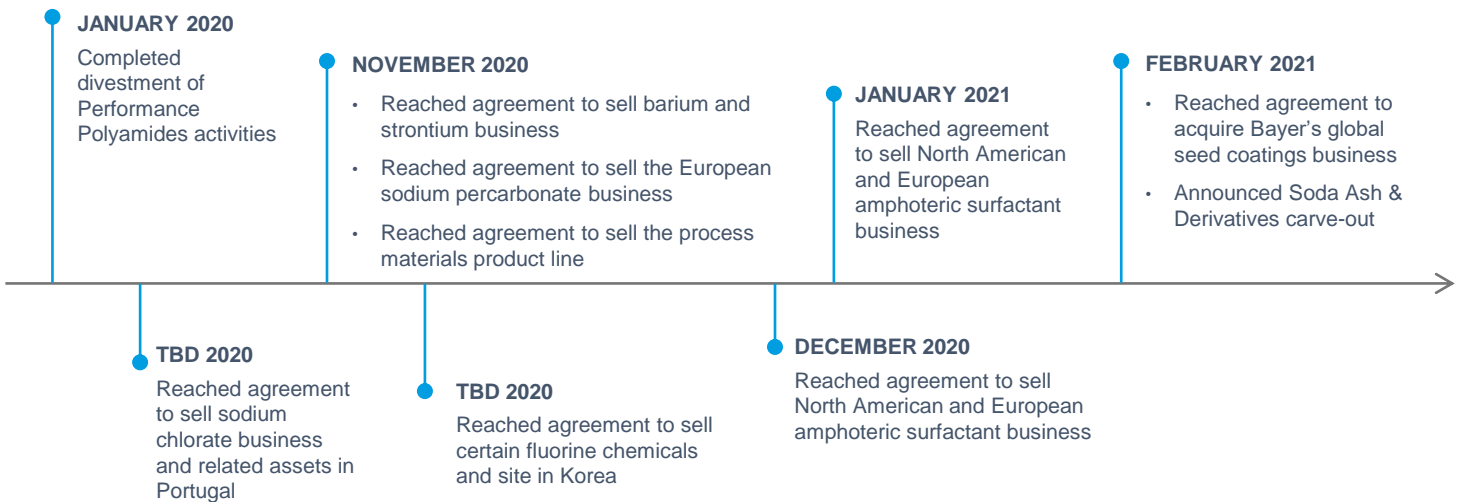 JANUARY 2020
Completed
divestment of
Performance
Polyamides activities
TBD 2020
Reached agreement
to sell sodium
chlorate business
and related assets in
Portugal
NOVEMBER 2020
• Reached agreement to sell barium and
strontium business
• Reached agreement to sell the European
sodium percarbonate business
• Reached agreement to sell the process
materials product line
TBD 2020
Reached agreement to sell
certain fluorine chemicals
and site in Korea
DECEMBER 2020
Reached agreement to sell
North American and European
amphoteric surfactant business
JANUARY 2021
Reached agreement
to sell North American
and European
amphoteric surfactant
business
FEBRUARY 2021
• Reached agreement to
acquire Bayer’s global
seed coatings business
• Announced Soda Ash &
Derivatives carve-out